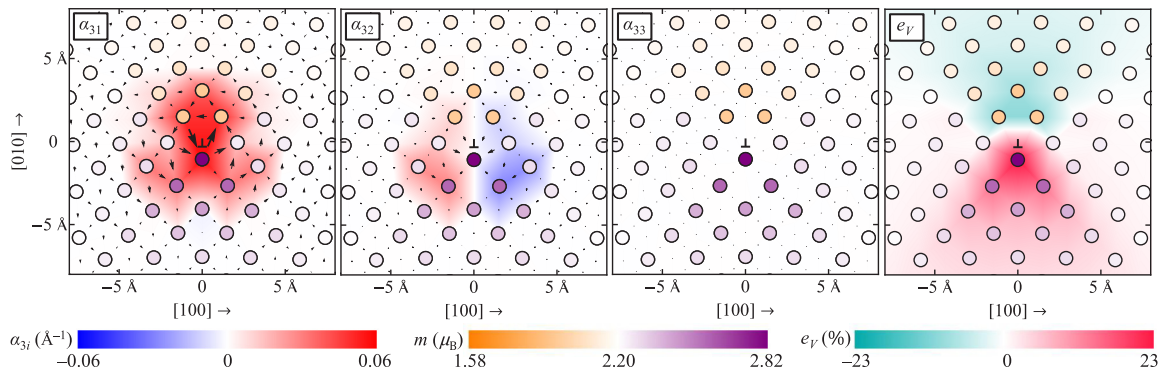 α31
α32
α33
eV
5 Å
0
−5 Å
[010] →
−5 Å 0 5 Å
−5 Å 0 5 Å
−5 Å 0 5 Å
−5 Å 0 5 Å
[100] →
[100] →
[100] →
[100] →
α3i (Å−1)
−0.06 0 0.06
m (μB)
1.58 2.20 2.82
eV (%)
−23 0 23